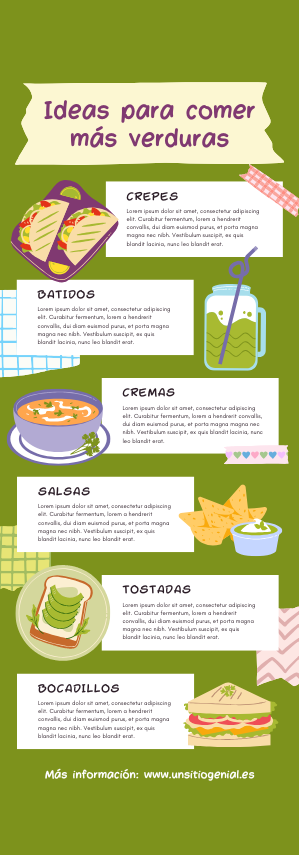 Ideas para comer
más verduras
CREPES
Lorem ipsum dolor sit amet, consectetur adipiscing
elit. Curabitur fermentum, lorem a hendrerit
convallis, dui diam euismod purus, et porta magna
magna nec nibh. Vestibulum suscipit, ex quis
blandit lacinia, nunc leo blandit erat.
BATIDOS
Lorem ipsum dolor sit amet, consectetur adipiscing
elit. Curabitur fermentum, lorem a hendrerit
convallis, dui diam euismod purus, et porta magna
magna nec nibh. Vestibulum suscipit, ex quis
blandit lacinia, nunc leo blandit erat.
CREMAS
Lorem ipsum dolor sit amet, consectetur adipiscing
elit. Curabitur fermentum, lorem a hendrerit convallis,
dui diam euismod purus, et porta magna magna nec
nibh. Vestibulum suscipit, ex quis blandit lacinia, nunc
leo blandit erat.
SALSAS
Lorem ipsum dolor sit amet, consectetur adipiscing
elit. Curabitur fermentum, lorem a hendrerit
convallis, dui diam euismod purus, et porta magna
magna nec nibh. Vestibulum suscipit, ex quis
blandit lacinia, nunc leo blandit erat.
TOSTADAS
Lorem ipsum dolor sit amet, consectetur adipiscing
elit. Curabitur fermentum, lorem a hendrerit
convallis, dui diam euismod purus, et porta magna
magna nec nibh. Vestibulum suscipit, ex quis
blandit lacinia, nunc leo blandit erat.
BOCADILLOS
Lorem ipsum dolor sit amet, consectetur adipiscing
elit. Curabitur fermentum, lorem a hendrerit
convallis, dui diam euismod purus, et porta magna
magna nec nibh. Vestibulum suscipit, ex quis
blandit lacinia, nunc leo blandit erat.
Más información: www.unsitiogenial.es